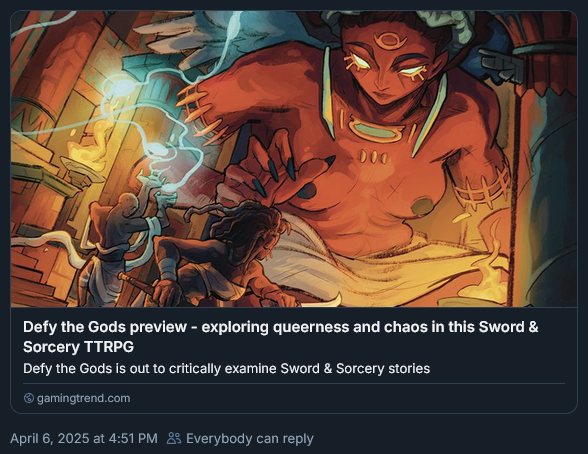 Defy the Gods preview - exploring queerness and chaos in this Sword &
Sorcery TTRPG
Defy the Gods is out to critically examine Sword & Sorcery stories
gamingtrend.com
April 6, 2025 at 4:51 PM Everybody can reply